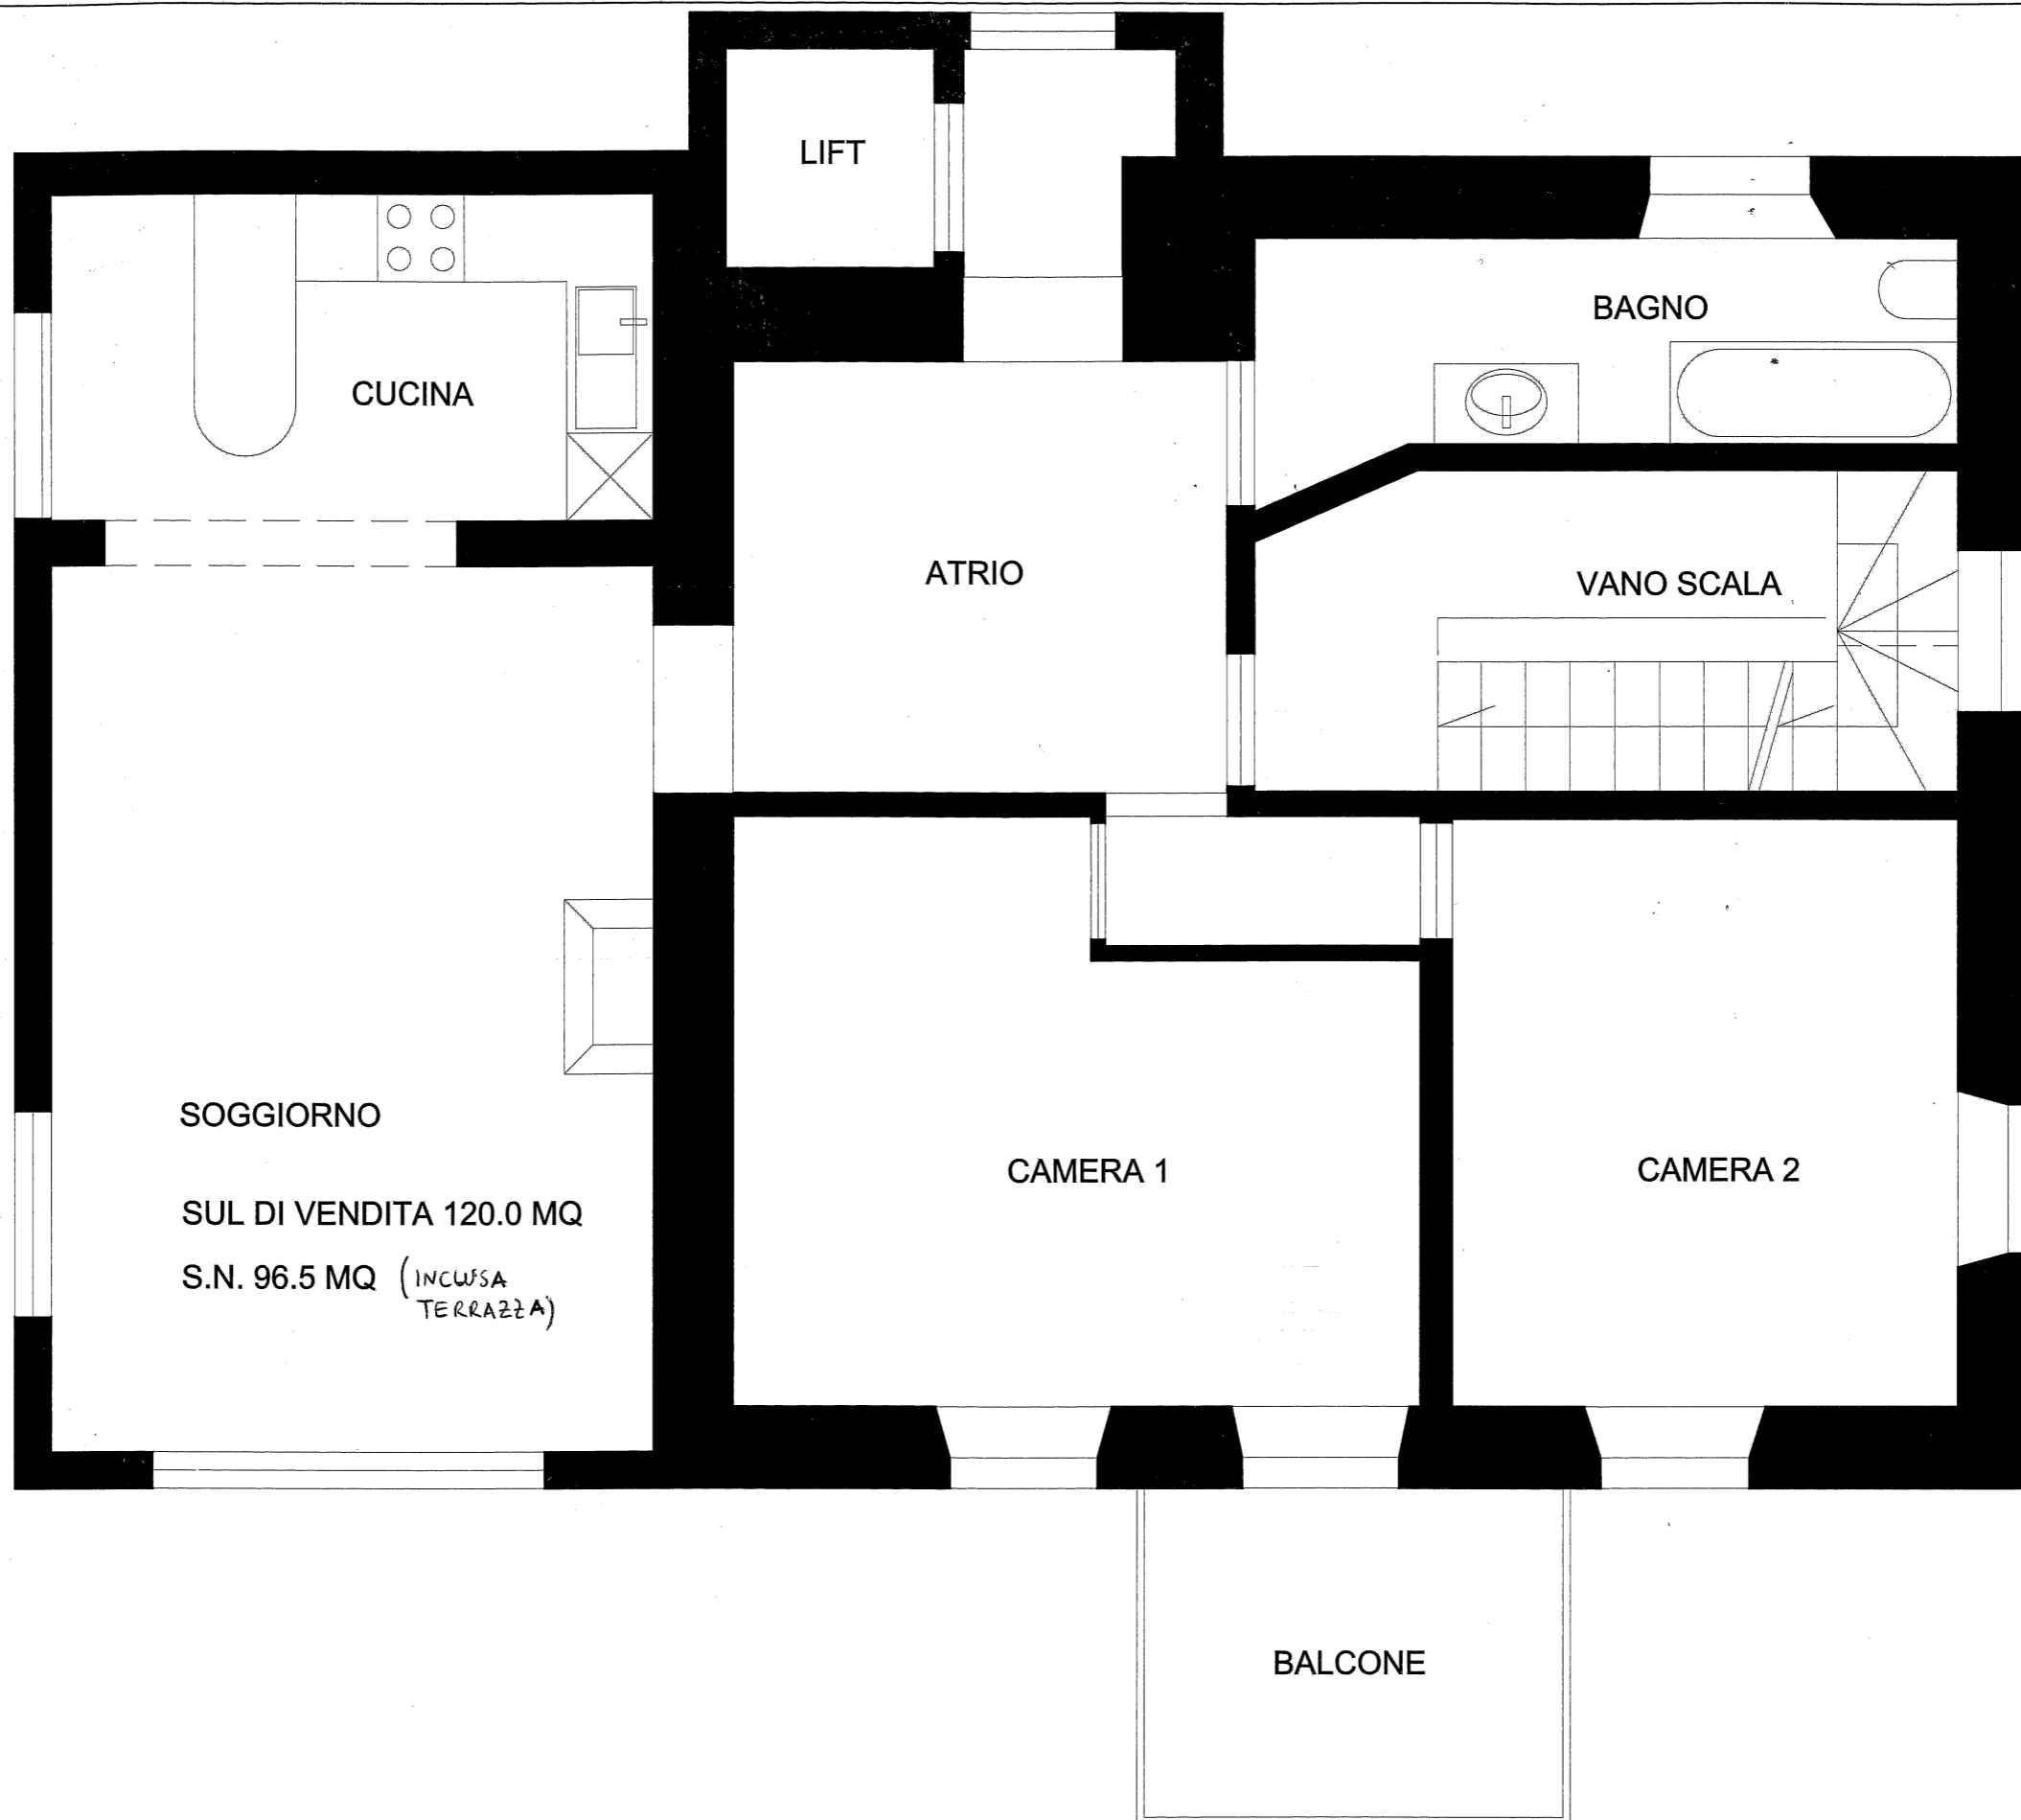 LIFT
BAGNO
CUCINA
ATRIO
VANO SCALA
SOGGIORNO
SUL DI VENDITA 120.0 MQ
S.N. 96.5 MQ (INCLUSA
TERRAZZA)
CAMERA 1
CAMERA 2
BALCONE